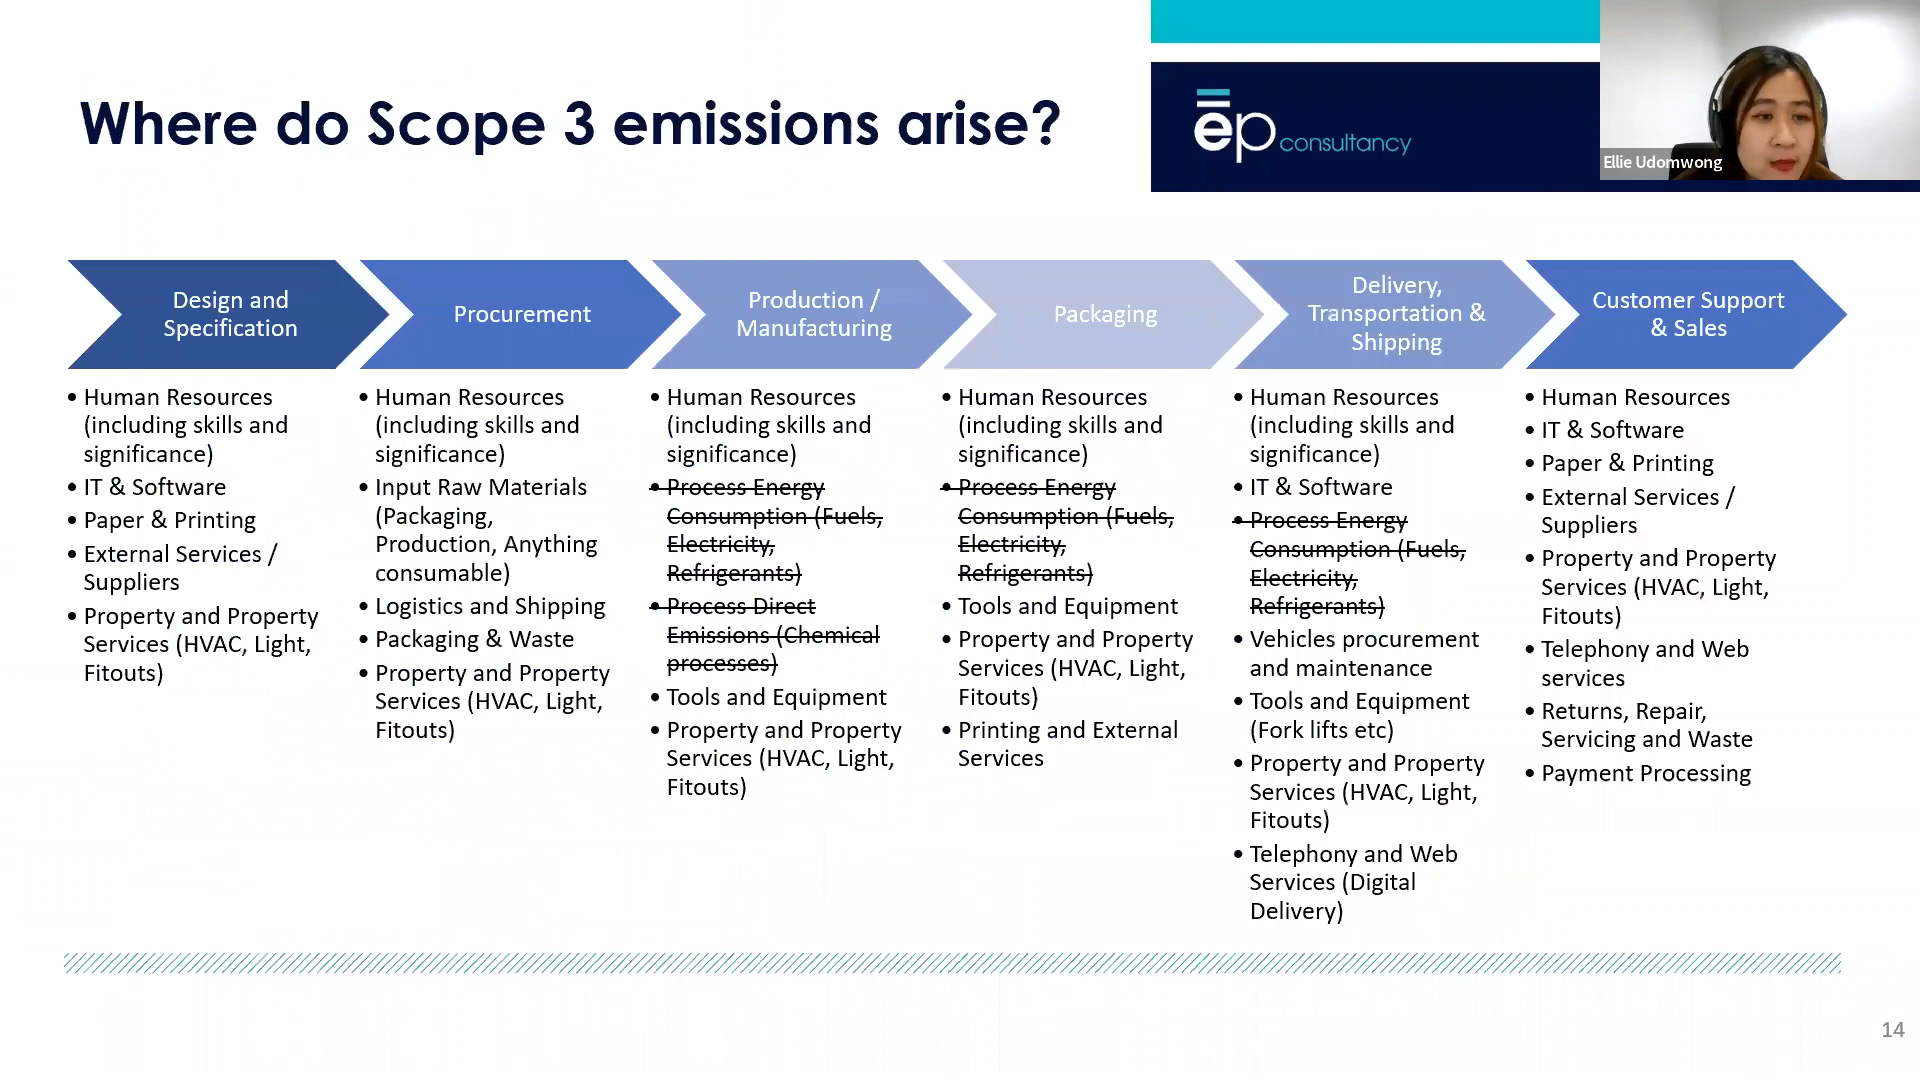 Where do Scope 3 emissions arise?
ep consultancy
Ellie Udomwong
Design and
Specification
• Human Resources
(including skills and
significance)
• IT & Software
• Paper & Printing
• External Services /
Suppliers
• Property and Property
Services (HVAC, Light,
Fitouts)
Procurement
• Human Resources
(including skills and
significance)
• Input Raw Materials
(Packaging,
Production, Anything
consumable)
• Logistics and Shipping
• Packaging & Waste
• Property and Property
Services (HVAC, Light,
Fitouts)
Production /
Manufacturing
• Human Resources
(including skills and
significance)
• Process Energy
Consumption (Fuels,
Electricity,
Refrigerants)
• Process Direct
Emissions (Chemical
processes)
• Tools and Equipment
• Property and Property
Services (HVAC, Light,
Fitouts)
Packaging
• Human Resources
(including skills and
significance)
• Process Energy
Consumption (Fuels,
Electricity,
Refrigerants)
• Tools and Equipment
• Property and Property
Services (HVAC, Light,
Fitouts)
• Printing and External
Services
Delivery,
Transportation &
Shipping
• Human Resources
(including skills and
significance)
• IT & Software
• Process Energy
Consumption (Fuels,
Electricity,
Refrigerants)
• Vehicles procurement
and maintenance
• Tools and Equipment
(Fork lifts etc)
• Property and Property
Services (HVAC, Light,
Fitouts)
• Telephony and Web
Services (Digital
Delivery)
Customer Support
& Sales
• Human Resources
• IT & Software
• Paper & Printing
• External Services /
Suppliers
• Property and Property
Services (HVAC, Light,
Fitouts)
• Telephony and Web
services
• Returns, Repair,
Servicing and Waste
• Payment Processing
14